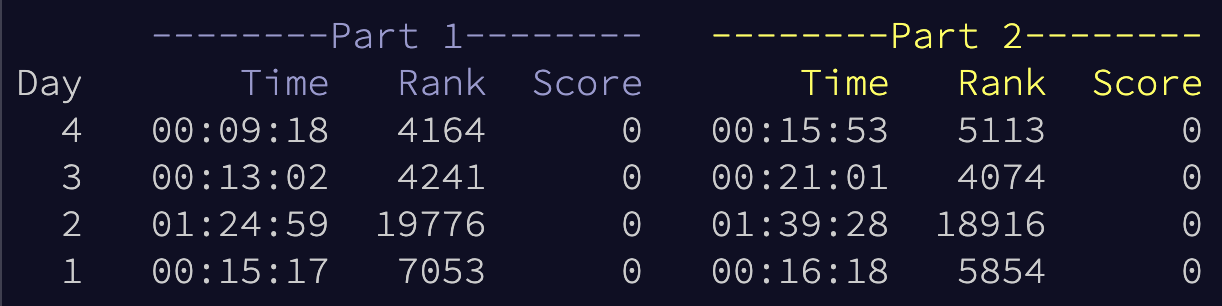 --------Part 1-------- --------Part 2--------
Day Time Rank Score Time Rank Score
4 00:09:18 4164 0 00:15:53 5113 0
3 00:13:02 4241 0 00:21:01 4074 0
2 01:24:59 19776 0 01:39:28 18916 0
1 00:15:17 7053 0 00:16:18 5854 0